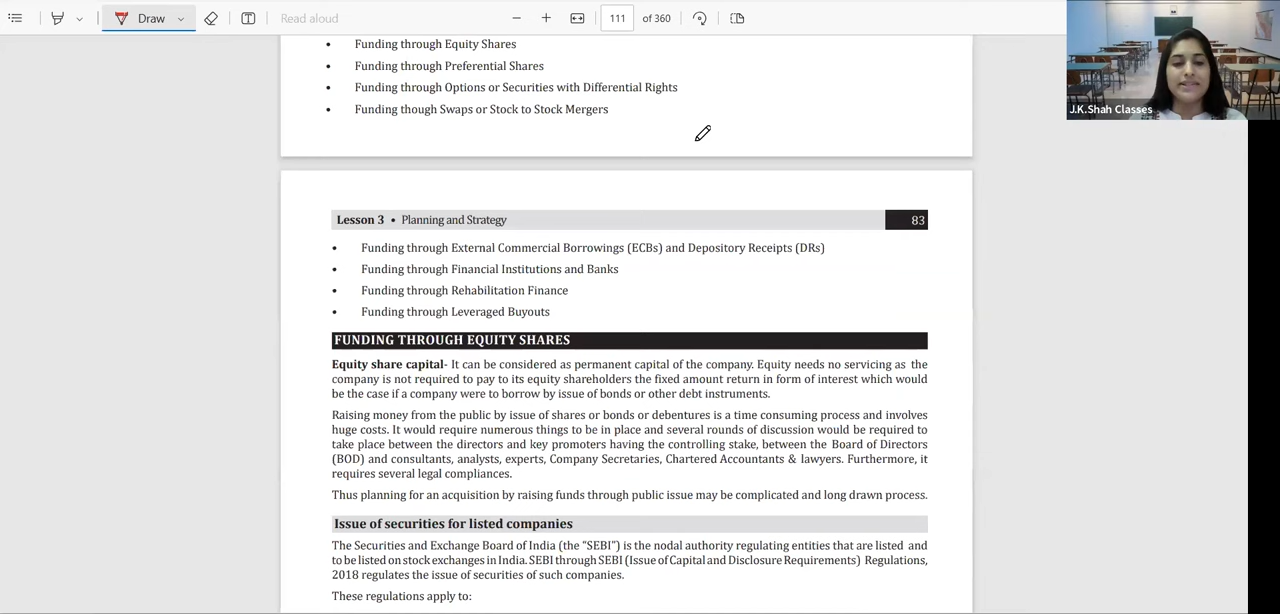 Draw
Read aloud
111 of 360
J.K.Shah Classes
• Funding through Equity Shares
• Funding through Preferential Shares
• Funding through Options or Securities with Differential Rights
• Funding though Swaps or Stock to Stock Mergers
Lesson 3 • Planning and Strategy 83
• Funding through External Commercial Borrowings (ECBs) and Depository Receipts (DRs)
• Funding through Financial Institutions and Banks
• Funding through Rehabilitation Finance
• Funding through Leveraged Buyouts
FUNDING THROUGH EQUITY SHARES
Equity share capital- It can be considered as permanent capital of the company. Equity needs no servicing as the
company is not required to pay to its equity shareholders the fixed amount return in form of interest which would
be the case if a company were to borrow by issue of bonds or other debt instruments.
Raising money from the public by issue of shares or bonds or debentures is a time consuming process and involves
huge costs. It would require numerous things to be in place and several rounds of discussion would be required to
take place between the directors and key promoters having the controlling stake, between the Board of Directors
(BOD) and consultants, analysts, experts, Company Secretaries, Chartered Accountants & lawyers. Furthermore, it
requires several legal compliances.
Thus planning for an acquisition by raising funds through public issue may be complicated and long drawn process.
Issue of securities for listed companies
The Securities and Exchange Board of India (the “SEBI”) is the nodal authority regulating entities that are listed and
to be listed on stock exchanges in India. SEBI through SEBI (Issue of Capital and Disclosure Requirements) Regulations,
2018 regulates the issue of securities of such companies.
These regulations apply to: